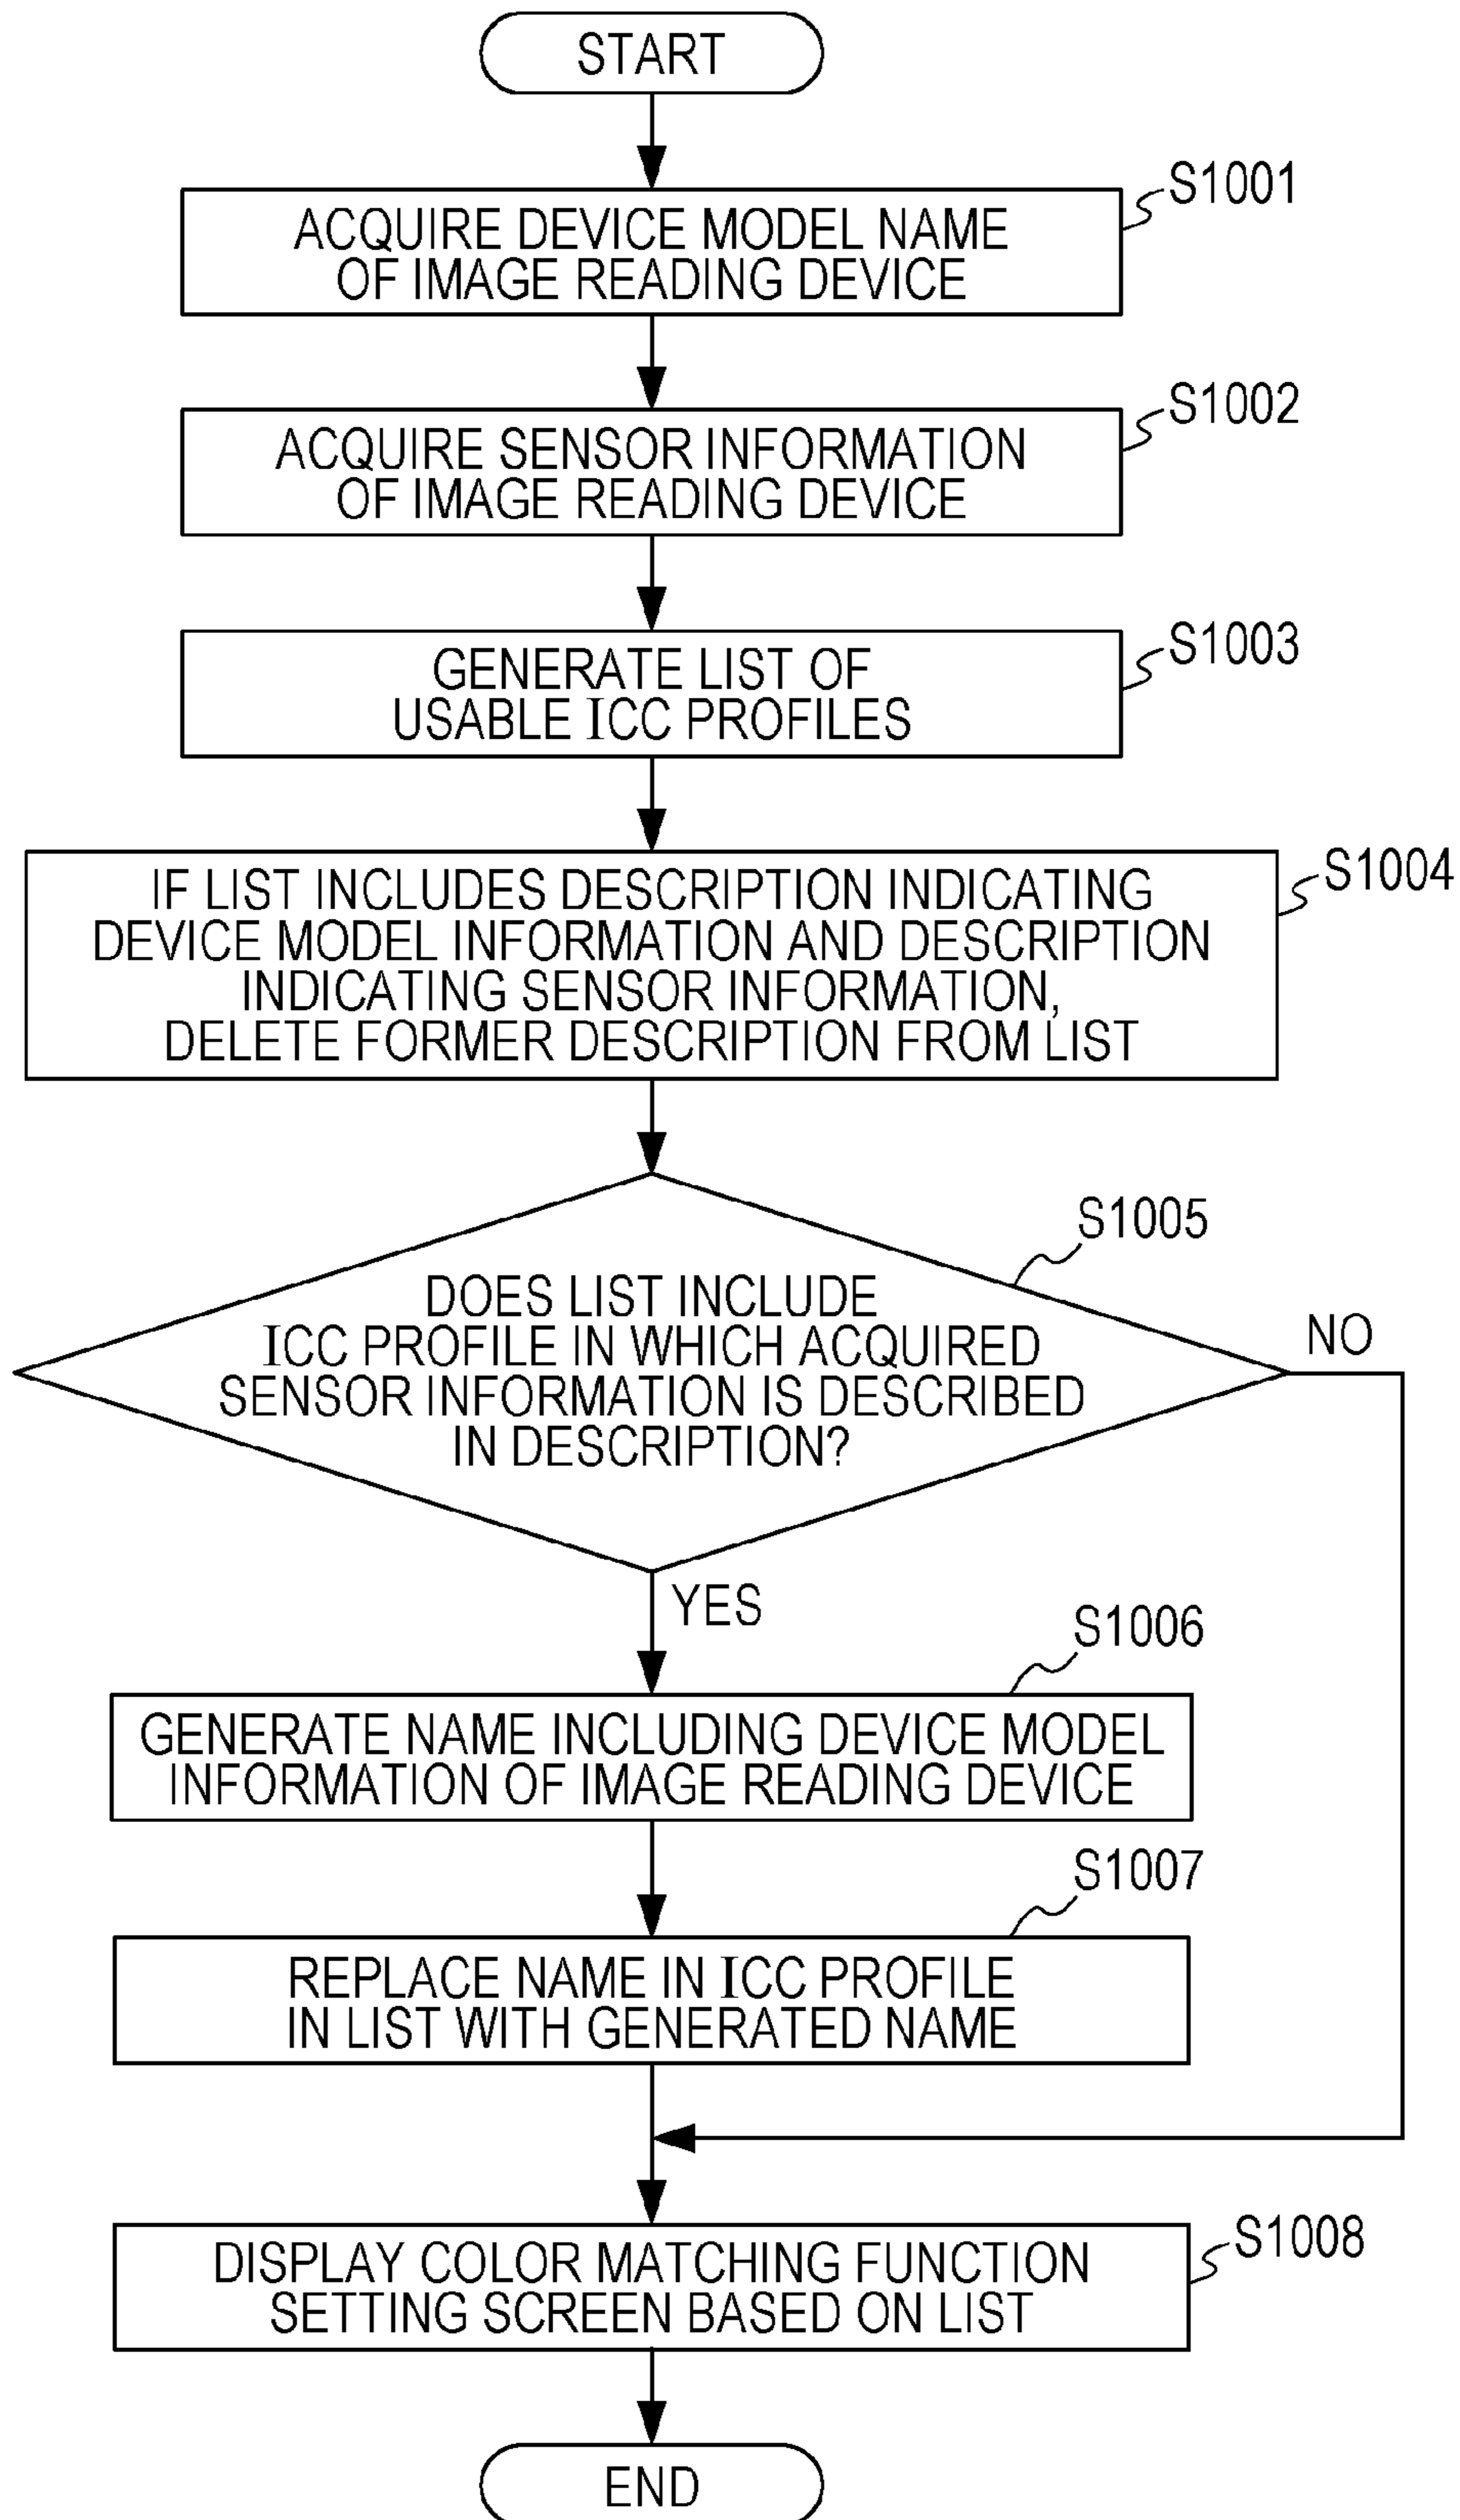 START
S1001
ACQUIRE DEVICE MODEL NAME
OF IMAGE READING DEVICE
S1002
ACQUIRE SENSOR INFORMATION
OF IMAGE READING DEVICE
S1003
GENERATE LIST OF
USABLE ICC PROFILES
S1004
IF LIST INCLUDES DESCRIPTION INDICATING
DEVICE MODEL INFORMATION AND DESCRIPTION
INDICATING SENSOR INFORMATION,
DELETE FORMER DESCRIPTION FROM LIST
S1005
DOES LIST INCLUDE
ICC PROFILE IN WHICH ACQUIRED
SENSOR INFORMATION IS DESCRIBED
IN DESCRIPTION?
NO
YES
S1006
GENERATE NAME INCLUDING DEVICE MODEL
INFORMATION OF IMAGE READING DEVICE
S1007
REPLACE NAME IN ICC PROFILE
IN LIST WITH GENERATED NAME
S1008
DISPLAY COLOR MATCHING FUNCTION
SETTING SCREEN BASED ON LIST
END